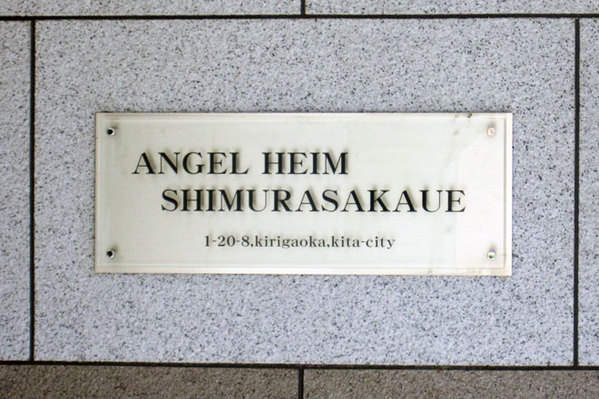 ANGEL HEIM
SHIMURASAKAUE
1-20-8,kirigaoka,kita-city